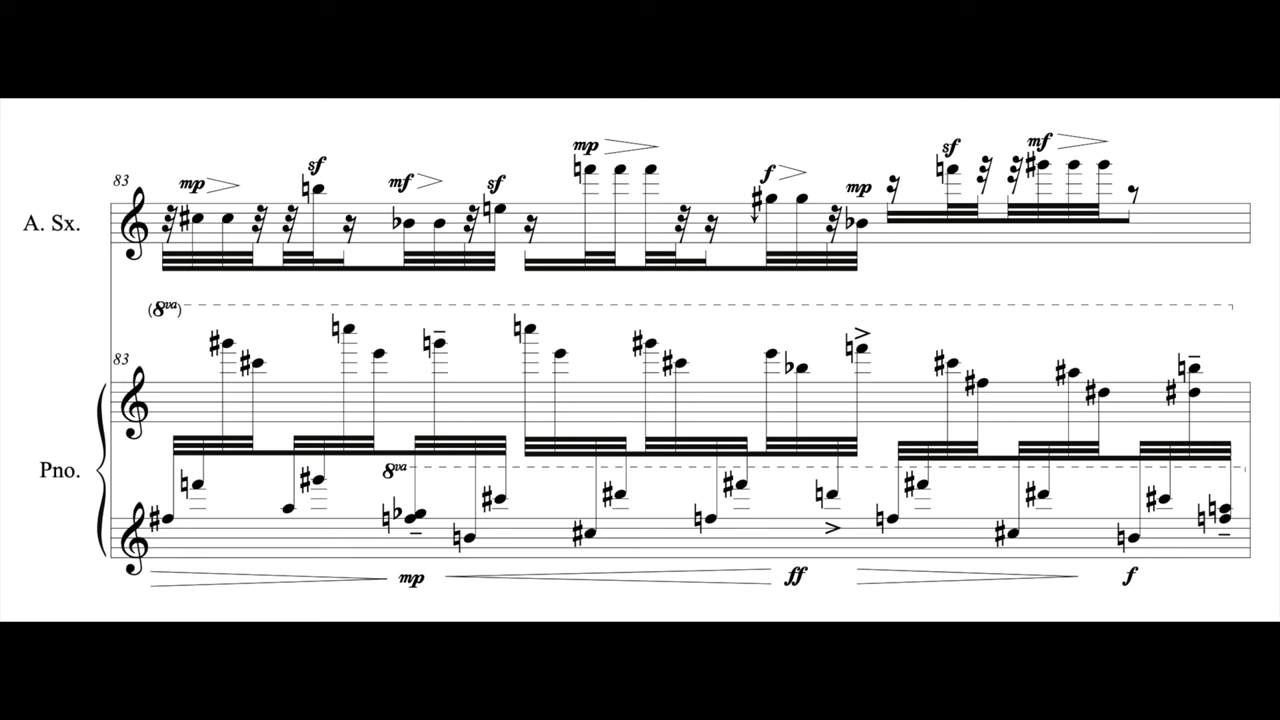 mp sf mf sf mp f mp sf mf
83
A. Sx.
(8va)
83
8va
Pno.
mp ff f